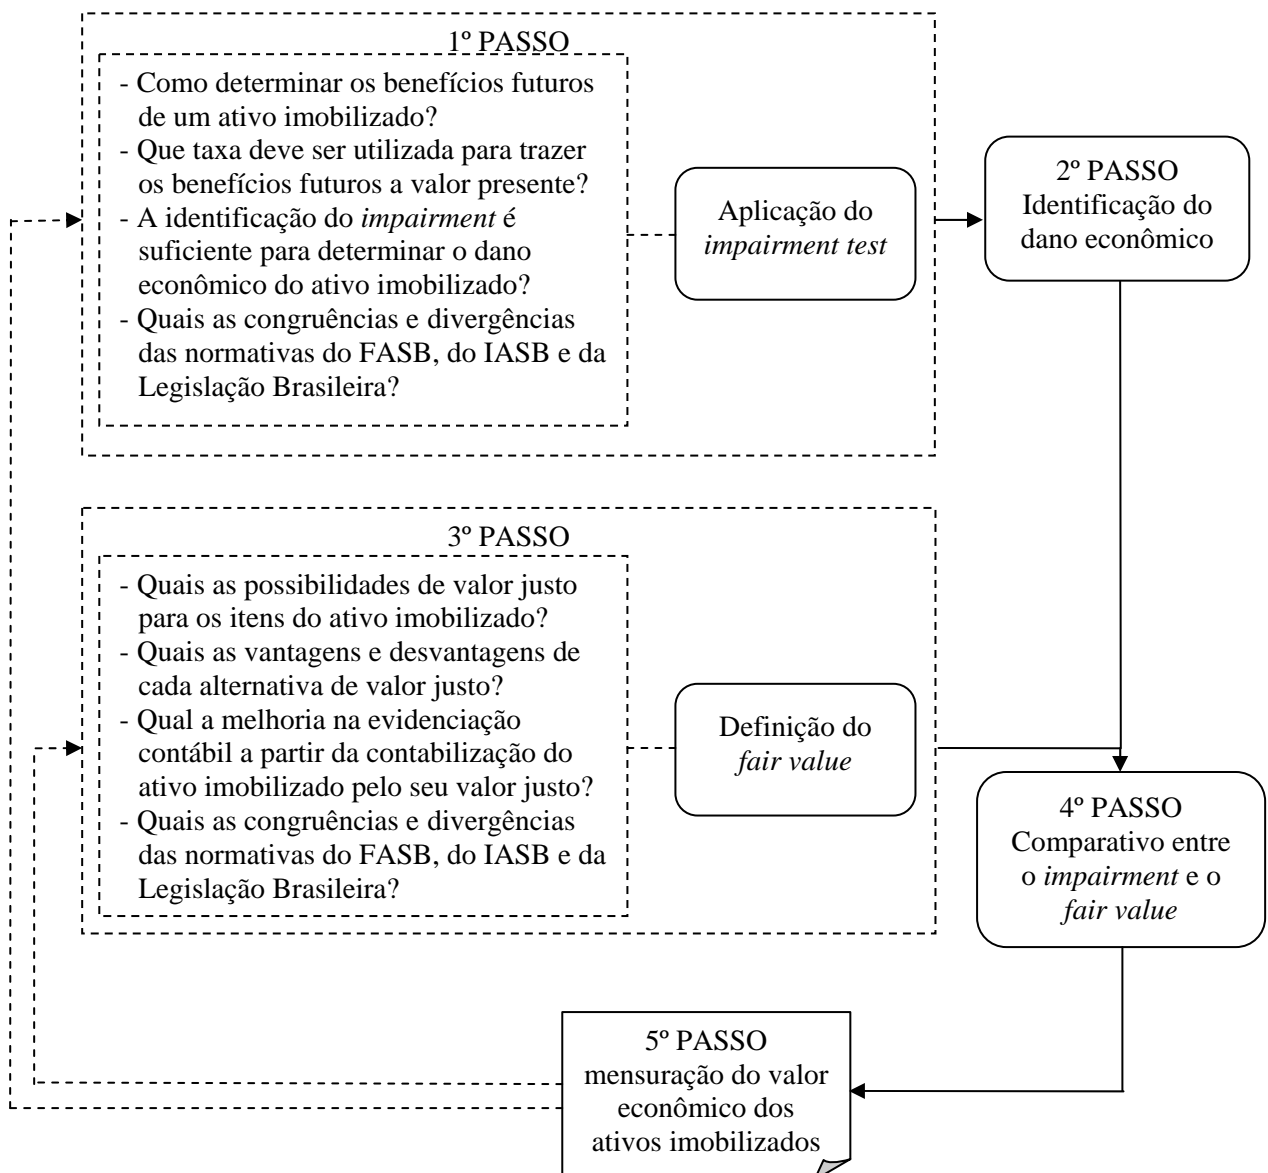 1º PASSO
- Como determinar os benefícios futuros
de um ativo imobilizado?
- Que taxa deve ser utilizada para trazer
os benefícios futuros a valor presente?
- A identificação do impairment é
suficiente para determinar o dano
econômico do ativo imobilizado?
- Quais as congruências e divergências
das normativas do FASB, do IASB e da
Legislação Brasileira?
Aplicação do
impairment test
2º PASSO
Identificação do
dano econômico
3º PASSO
- Quais as possibilidades de valor justo
para os itens do ativo imobilizado?
- Quais as vantagens e desvantagens de
cada alternativa de valor justo?
- Qual a melhoria na evidenciação
contábil a partir da contabilização do
ativo imobilizado pelo seu valor justo?
- Quais as congruências e divergências
das normativas do FASB, do IASB e da
Legislação Brasileira?
Definição do
fair value
4º PASSO
Comparativo entre
o impairment e o
fair value
5º PASSO
mensuração do valor
econômico dos
ativos imobilizados